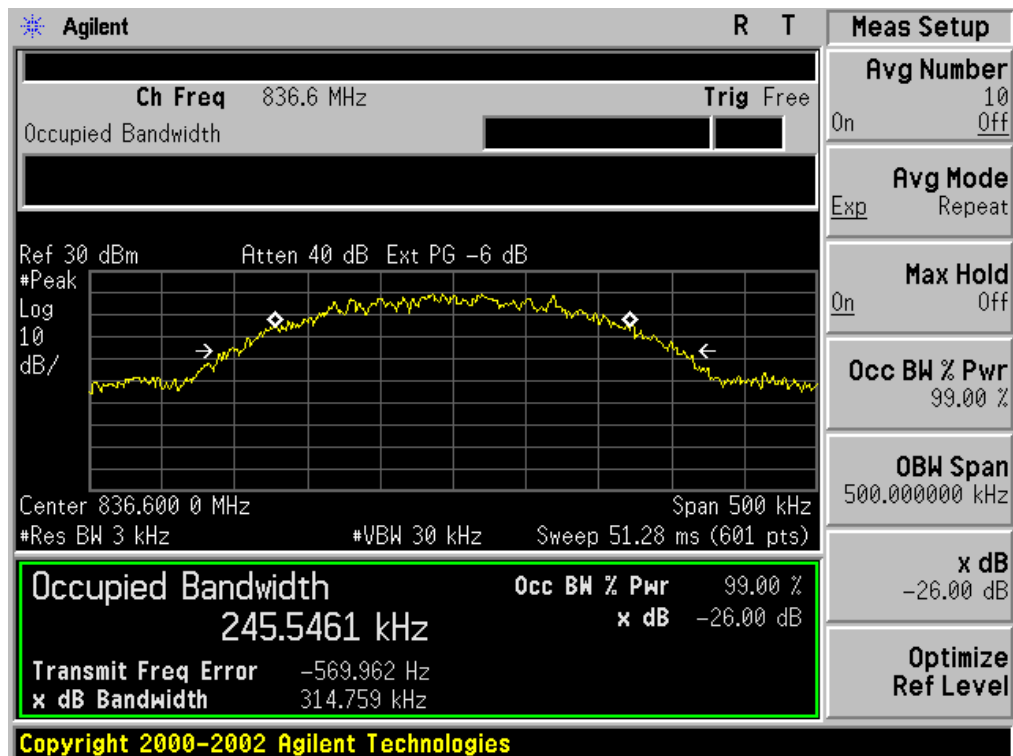 Agilent R T
Ch Freq 836.6 MHz Trig Free
Occupied Bandwidth
Ref 30 dBm Atten 40 dB Ext PG -6 dB
#Peak
Log
10
dB/
Center 836.600 0 MHz Span 500 kHz
#Res BW 3 kHz #VBW 30 kHz Sweep 51.28 ms (601 pts)
Occupied Bandwidth Occ BW % Pwr 99.00 %
245.5461 kHz x dB -26.00 dB
Transmit Freq Error -569.962 Hz
x dB Bandwidth 314.759 kHz
Copyright 2000-2002 Agilent Technologies
Meas Setup
Avg Number
10
On Off
Avg Mode
Exp Repeat
Max Hold
On Off
Occ BW % Pwr
99.00 %
OBW Span
500.000000 kHz
x dB
-26.00 dB
Optimize
Ref Level